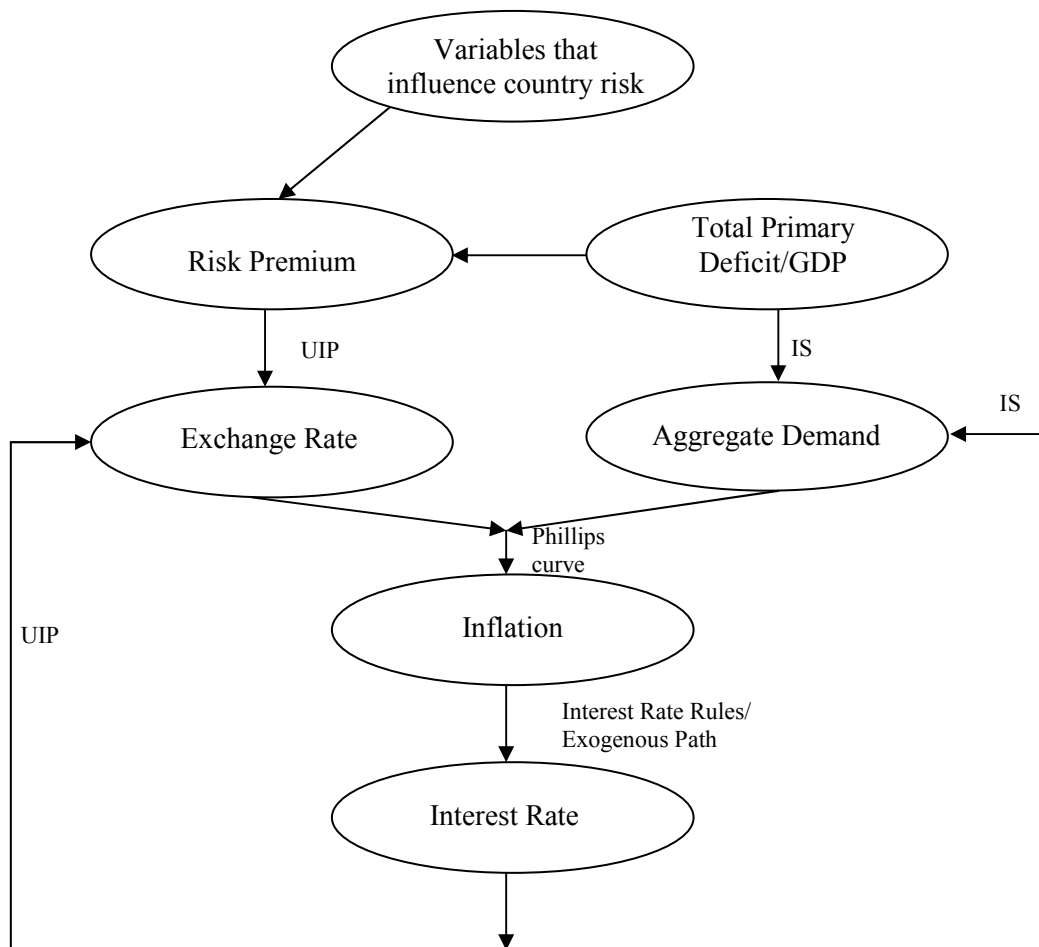 Variables that
influence country risk
Risk Premium
Total Primary
Deficit/GDP
UIP
IS
Exchange Rate
Aggregate Demand
IS
Phillips
curve
Inflation
UIP
Interest Rate Rules/
Exogenous Path
Interest Rate